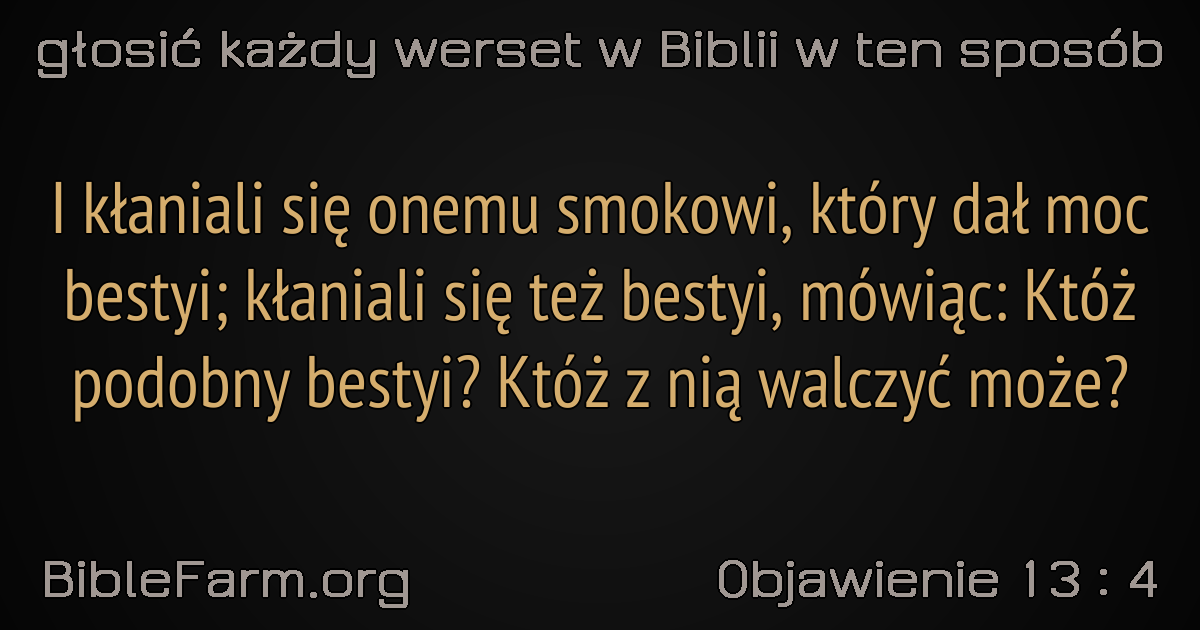 głosić każdy werset w Biblii w ten sposób
I kłaniali się onemu smokowi, który dał moc
bestyi; kłaniali się też bestyi, mówiąc: Któż
podobny bestyi? Któż z nią walczyć może?
BibleFarm.org
Objawienie 13 : 4